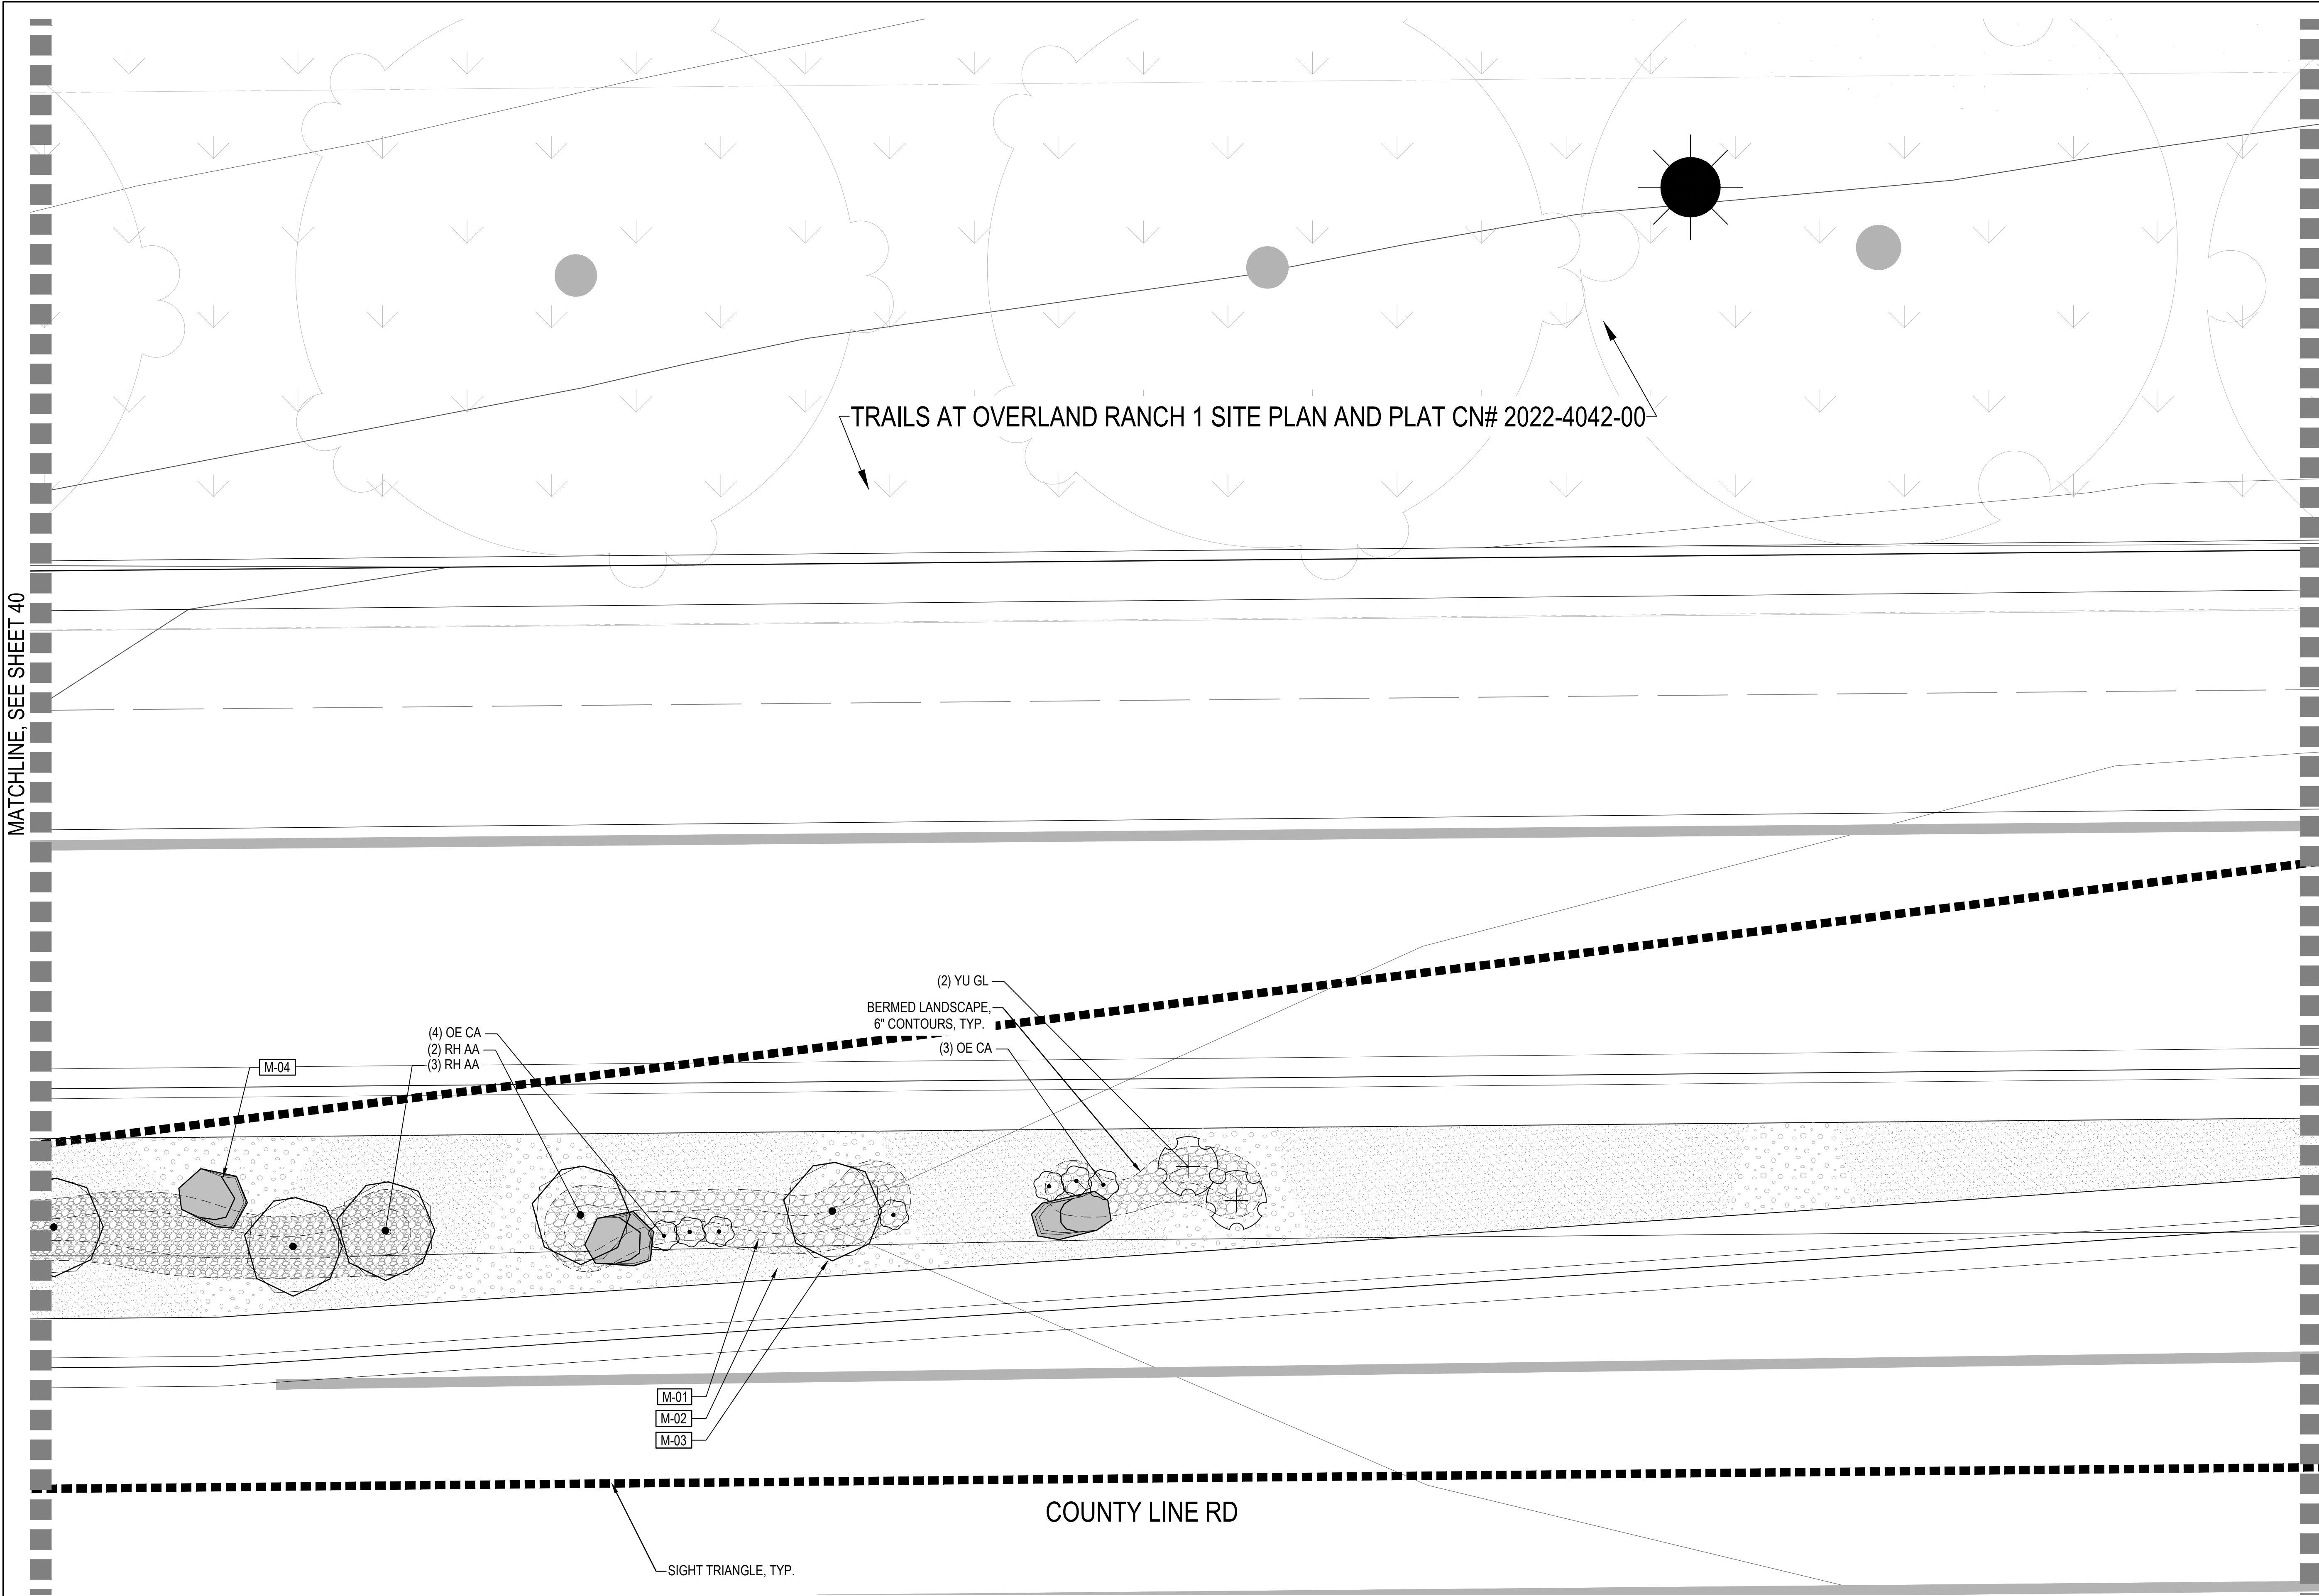 TRAILS AT OVERLAND RANCH 1 SITE PLAN AND PLAT CN# 2022-4042-00
MATCHLINE, SEE SHEET 40
(2) YU GL
BERMED LANDSCAPE,
6" CONTOURS, TYP.
(3) OE CA
(4) OE CA
(2) RH AA
(3) RH AA
M-04
M-01
M-02
M-03
COUNTY LINE RD
SIGHT TRIANGLE, TYP.